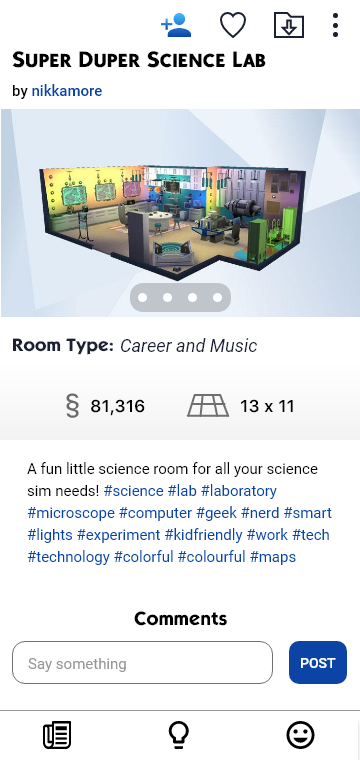 Super Duper Science Lab
by nikkamore
Room Type: Career and Music
§ 81,316 13 x 11
A fun little science room for all your science
sim needs! #science #lab #laboratory
#microscope #computer #geek #nerd #smart
#lights #experiment #kidfriendly #work #tech
#technology #colorful #colourful #maps
Comments
Say something
POST